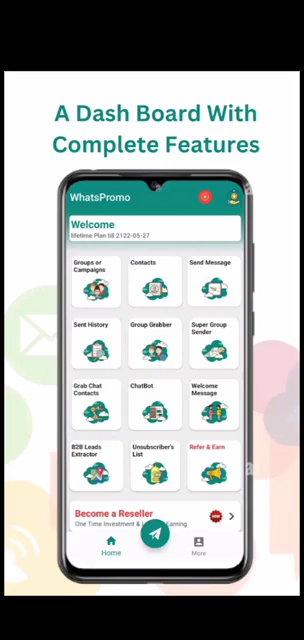 A Dash Board With
Complete Features
WhatsPromo
Welcome
lifetime Plan till 2122-05-27
Groups or
Campaigns
Contacts
Send Message
Sent History
Group Grabber
Super Group
Sender
Grab Chat
Contacts
ChatBot
Welcome
Message
B2B Leads
Extractor
Unsubscriber's
List
Refer & Earn
Become a Reseller
One Time Investment &
Earning
Home
More